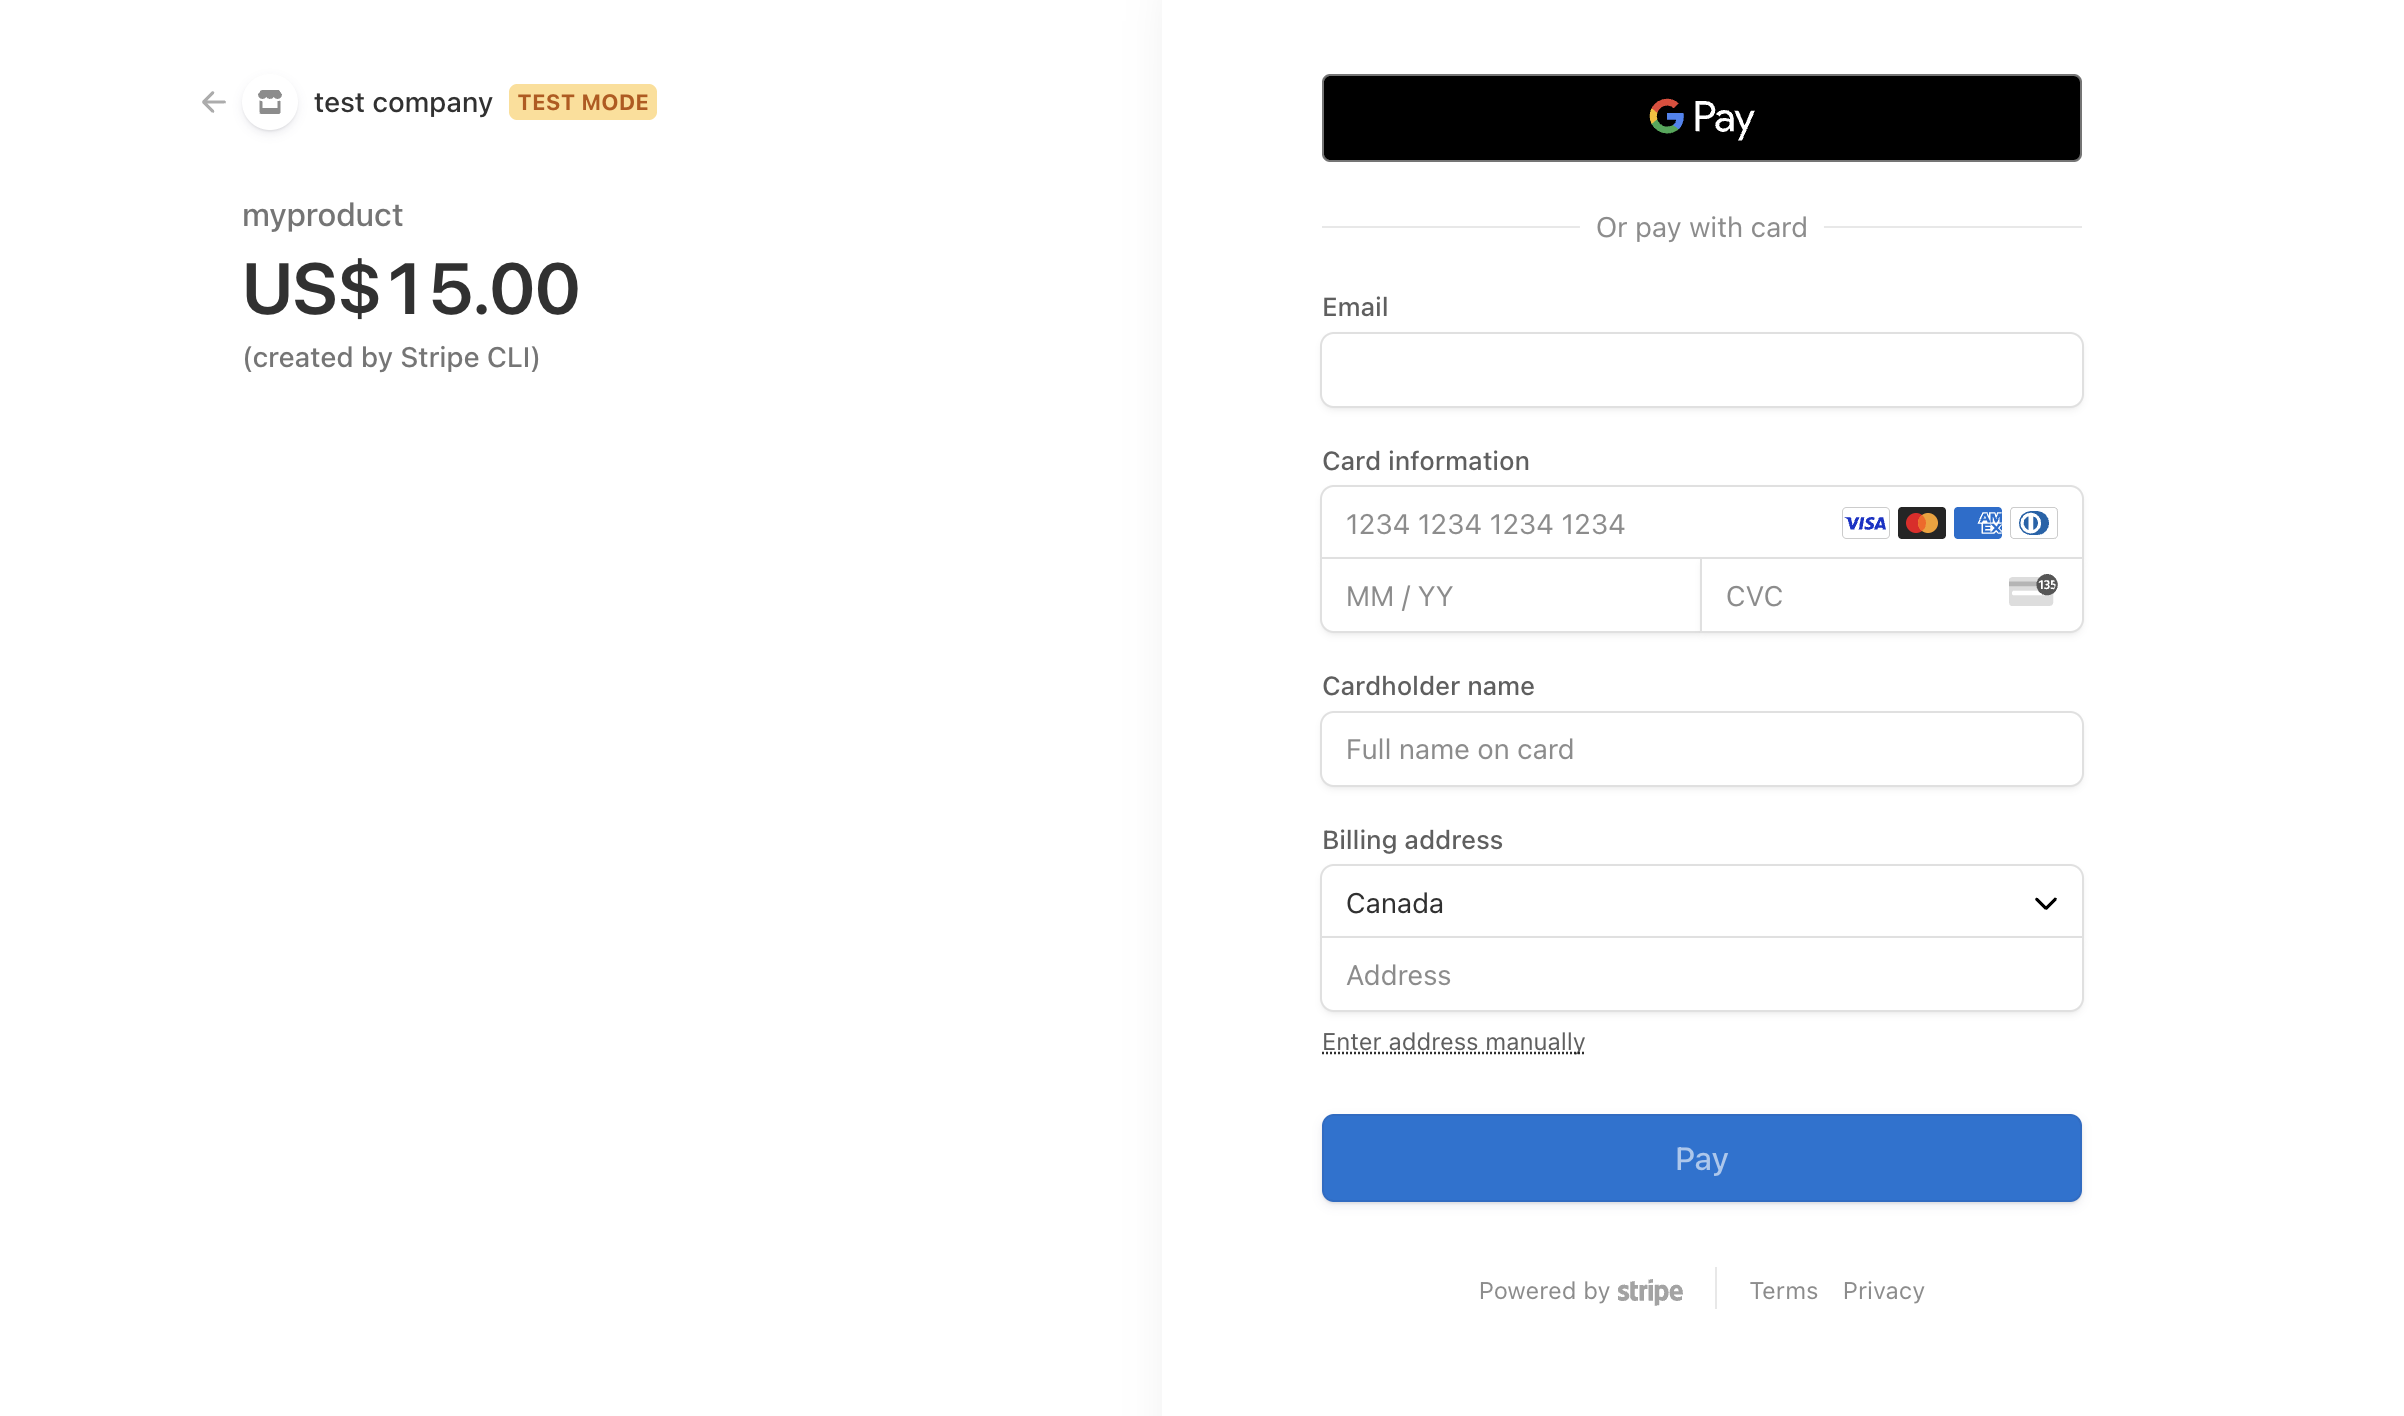 test company TEST MODE
myproduct
US$15.00
(created by Stripe CLI)
G Pay
Or pay with card
Email
Card information
1234 1234 1234 1234 VISA AMEX
MM / YY CVC 135
Cardholder name
Full name on card
Billing address
Canada
Address
Enter address manually
Pay
Powered by stripe Terms Privacy